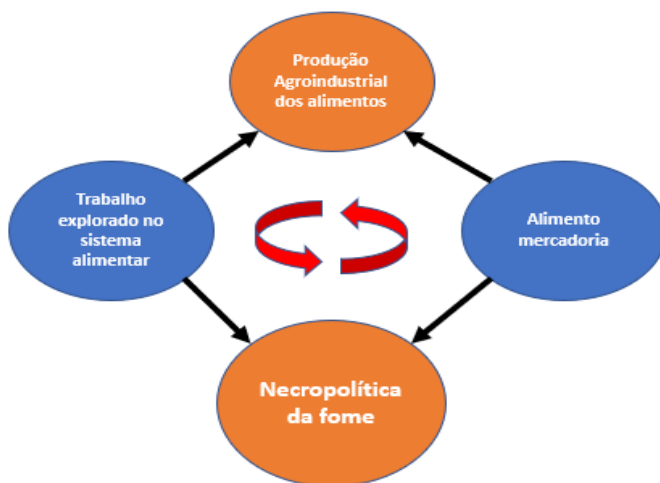 Produção
Agroindustrial
dos alimentos
Trabalho
explorado no
sistema
alimentar
Alimento
mercadoria
Necropolítica
da fome